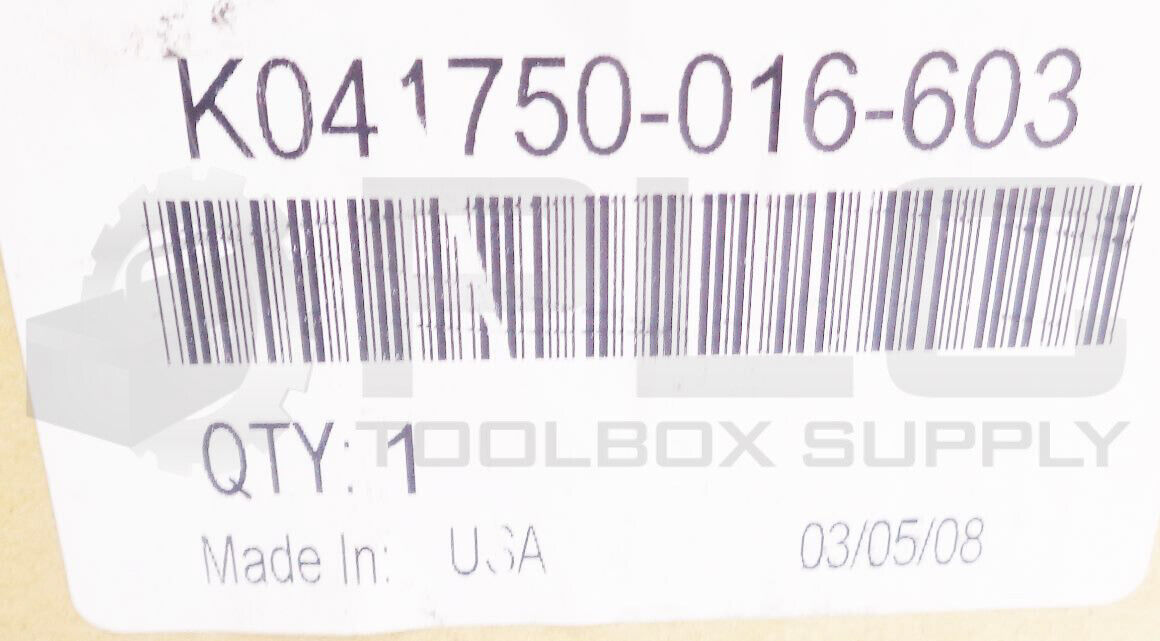 K041750-016-603
PLC
TOOLBOX SUPPLY
QTY: 1
Made In: USA 03/05/08